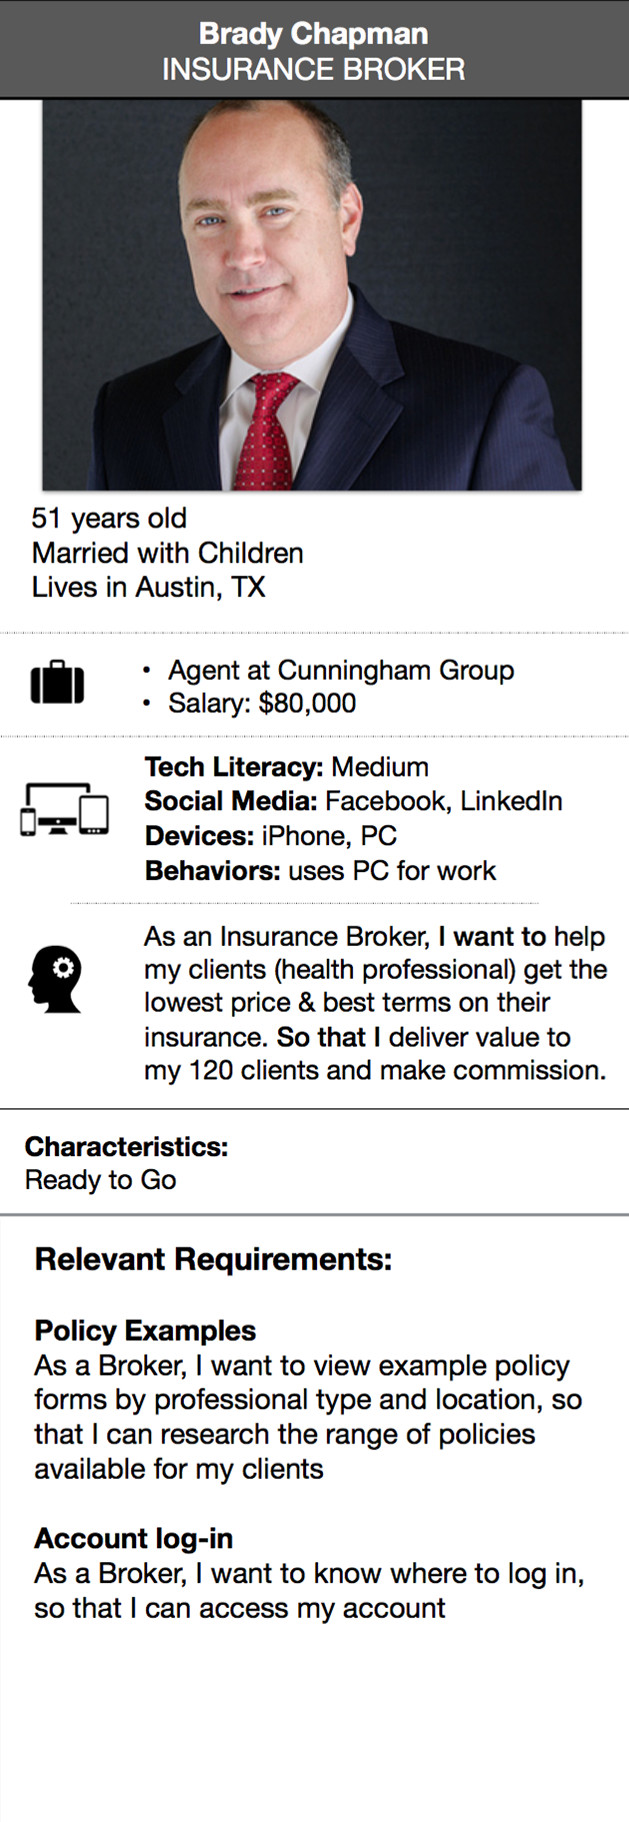 Brady Chapman
INSURANCE BROKER
51 years old
Married with Children
Lives in Austin, TX
• Agent at Cunningham Group
• Salary: $80,000
Tech Literacy: Medium
Social Media: Facebook, LinkedIn
Devices: iPhone, PC
Behaviors: uses PC for work
As an Insurance Broker, I want to help
my clients (health professional) get the
lowest price & best terms on their
insurance. So that I deliver value to
my 120 clients and make commission.
Characteristics:
Ready to Go
Relevant Requirements:
Policy Examples
As a Broker, I want to view example policy
forms by professional type and location, so
that I can research the range of policies
available for my clients
Account log-in
As a Broker, I want to know where to log in,
so that I can access my account